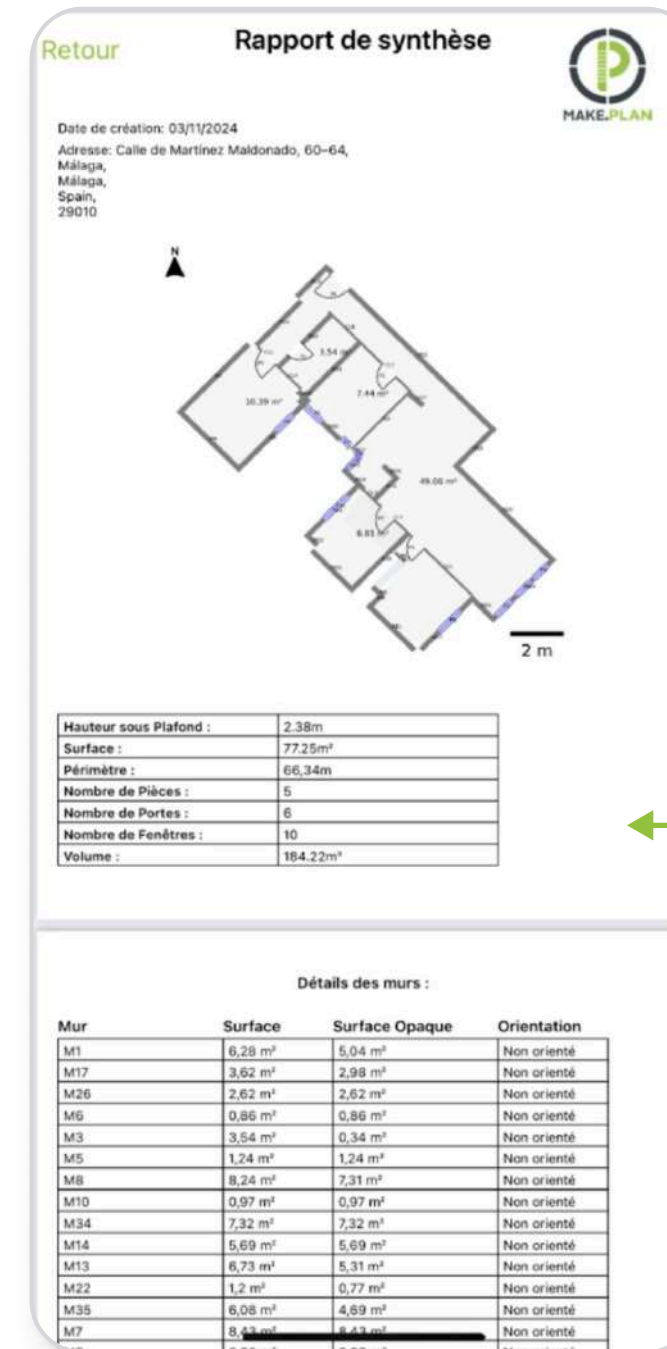 Retour
Rapport de synthèse
MAKE.PLAN
Date de création: 03/11/2024
Adresse: Calle de Martínez Maldonado, 60–64,
Málaga,
Málaga,
Spain,
29010
N
3.54 m²
10.39 m²
7.44 m²
49.06 m²
6.81 m²
2 m
Hauteur sous Plafond : 2.38m
Surface : 77.25m²
Périmètre : 66,34m
Nombre de Pièces : 5
Nombre de Portes : 6
Nombre de Fenêtres : 10
Volume : 184.22m³
Détails des murs :
Mur Surface Surface Opaque Orientation
M1 6,28 m² 5,04 m² Non orienté
M17 3,62 m² 2,98 m² Non orienté
M26 2,62 m² 2,62 m² Non orienté
M6 0,86 m² 0,86 m² Non orienté
M3 3,54 m² 0,34 m² Non orienté
M5 1,24 m² 1,24 m² Non orienté
M8 8,24 m² 7,31 m² Non orienté
M10 0,97 m² 0,97 m² Non orienté
M34 7,32 m² 7,32 m² Non orienté
M14 5,69 m² 5,69 m² Non orienté
M13 6,73 m² 5,31 m² Non orienté
M22 1,2 m² 0,77 m² Non orienté
M35 6,08 m² 4,69 m² Non orienté
M7 8,43 m² 8,43 m² Non orienté